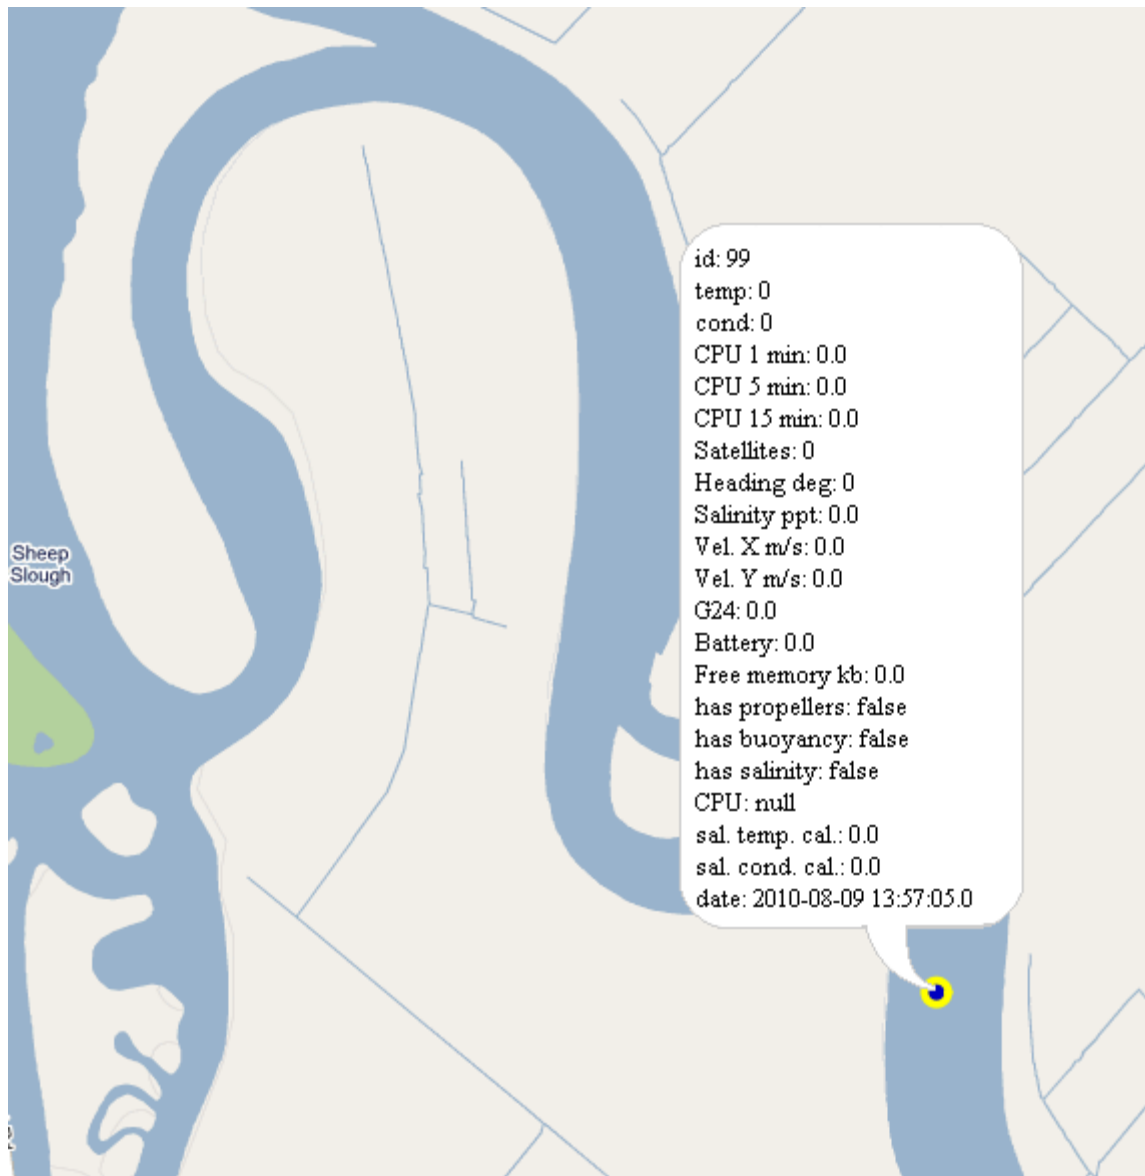 id: 99
temp: 0
cond: 0
CPU 1 min: 0.0
CPU 5 min: 0.0
CPU 15 min: 0.0
Satellites: 0
Heading deg: 0
Salinity ppt: 0.0
Vel. X m/s: 0.0
Vel. Y m/s: 0.0
G24: 0.0
Battery: 0.0
Free memory kb: 0.0
has propellers: false
has buoyancy: false
has salinity: false
CPU: null
sal. temp. cal.: 0.0
sal. cond. cal.: 0.0
date: 2010-08-09 13:57:05.0
Sheep
Slough